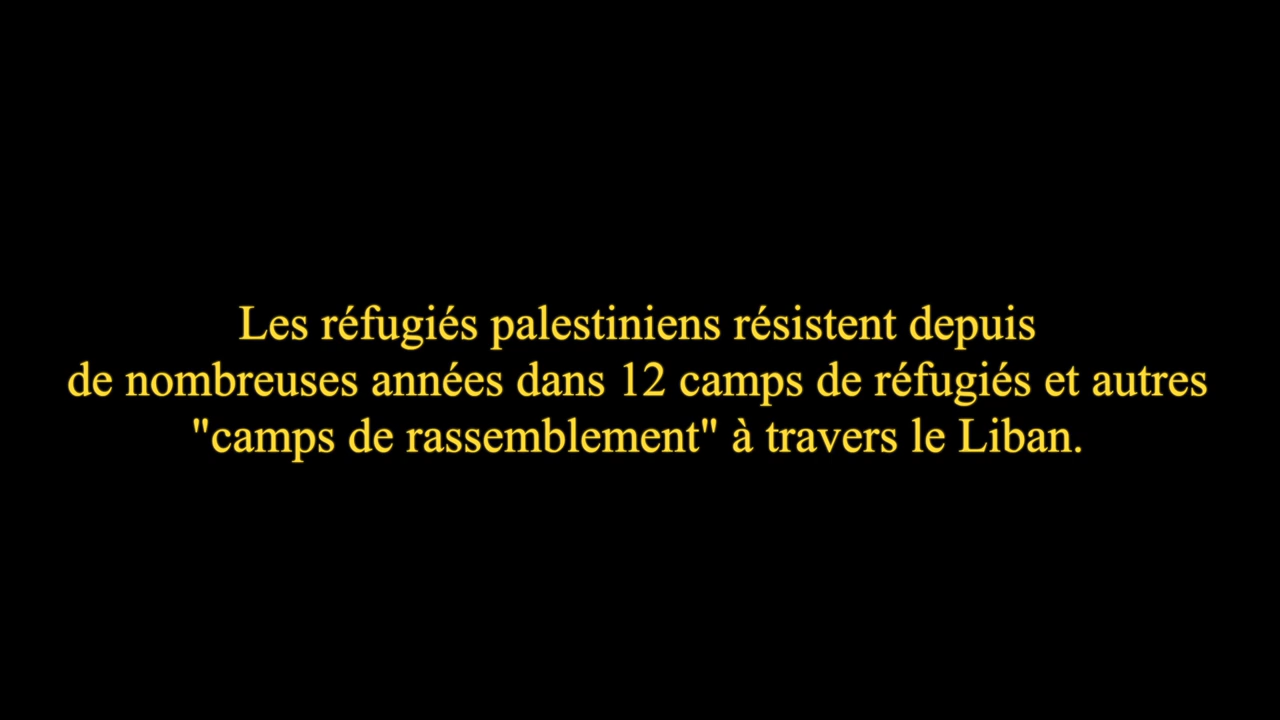 Les réfugiés palestiniens résistent depuis
de nombreuses années dans 12 camps de réfugiés et autres
"camps de rassemblement" à travers le Liban.